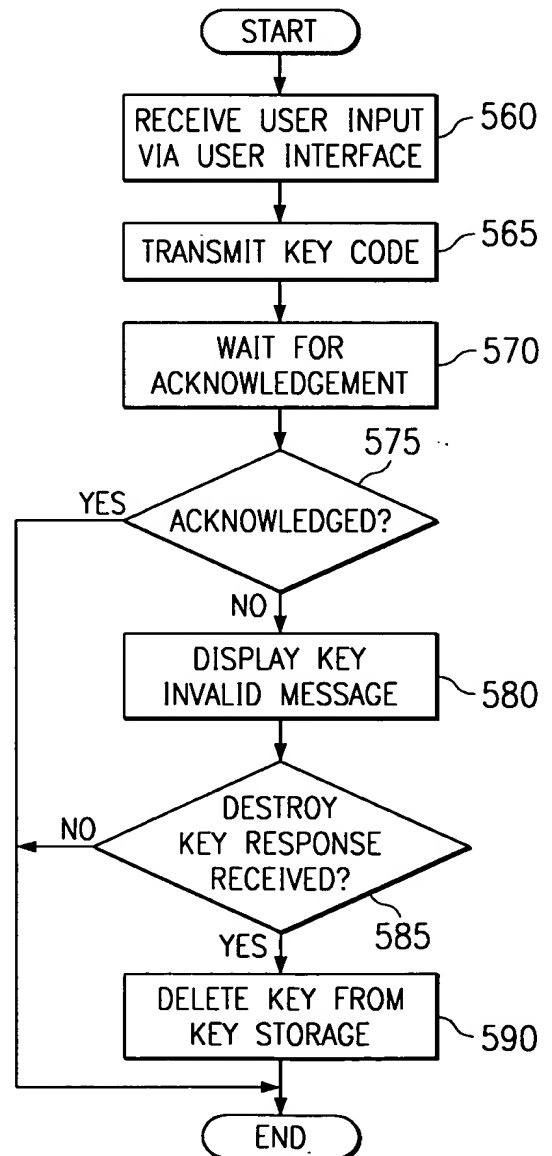 START
RECEIVE USER INPUT
VIA USER INTERFACE
560
TRANSMIT KEY CODE
565
WAIT FOR
ACKNOWLEDGEMENT
570
575
YES
ACKNOWLEDGED?
NO
DISPLAY KEY
INVALID MESSAGE
580
NO
DESTROY
KEY RESPONSE
RECEIVED?
585
YES
DELETE KEY FROM
KEY STORAGE
590
END